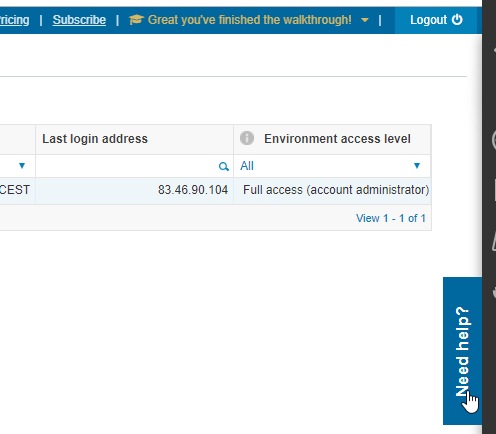 ricing | Subscribe | Great you've finished the walkthrough! | Logout
Last login address Environment access level
All
CEST 83.46.90.104 Full access (account administrator)
View 1 - 1 of 1
Need help?